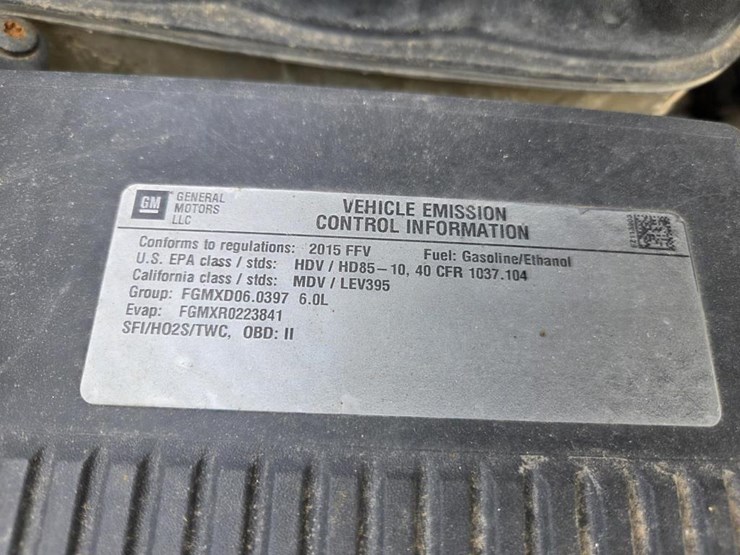 GM
GENERAL
MOTORS
LLC
VEHICLE EMISSION
CONTROL INFORMATION
Conforms to regulations: 2015 FFV Fuel: Gasoline/Ethanol
U.S. EPA class / stds: HDV / HD85-10, 40 CFR 1037.104
California class / stds: MDV / LEV395
Group: FGMXD06.0397 6.0L
Evap: FGMXR0223841
SFI/HO2S/TWC, OBD: II